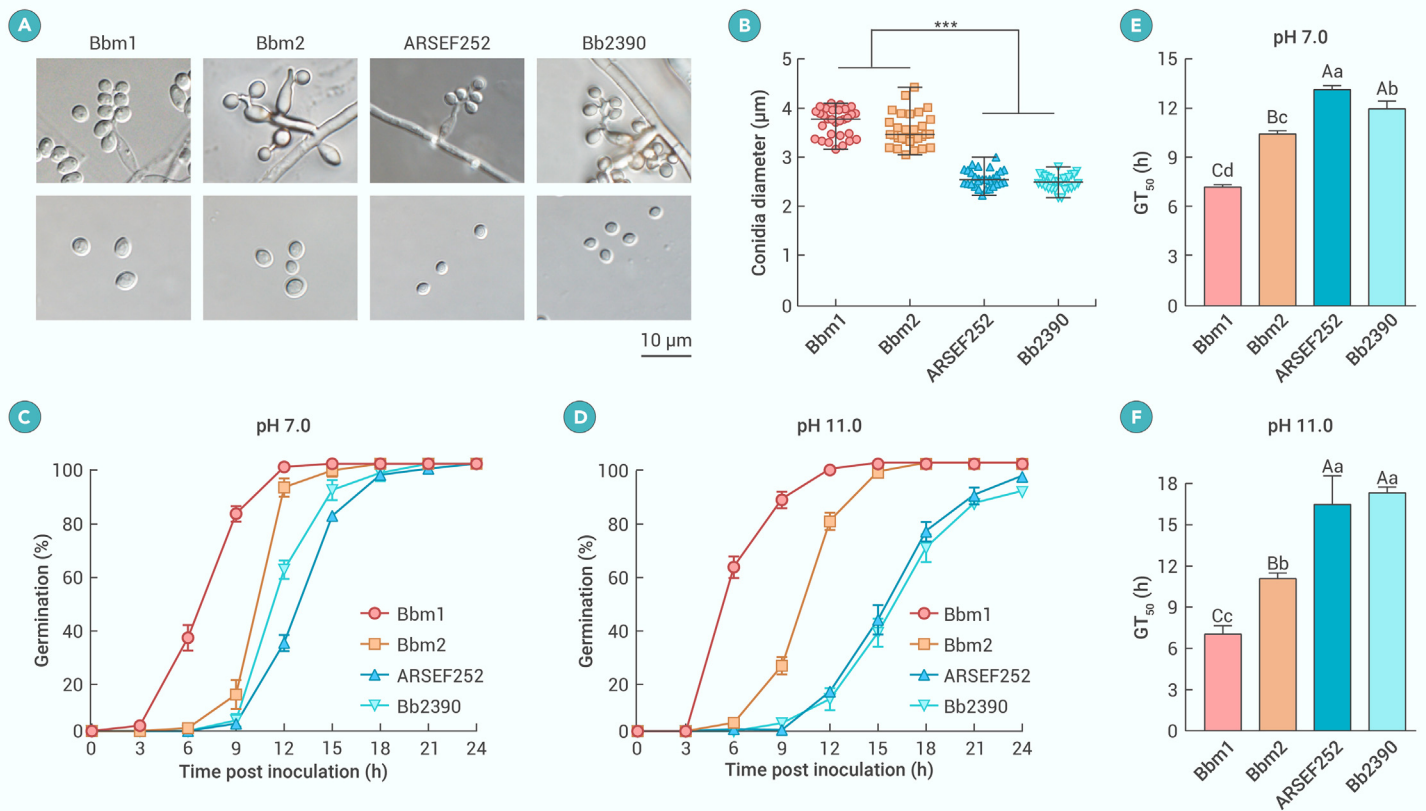 A
Bbm1 Bbm2 ARSEF252 Bb2390
10 μm
B
***
Conidia diameter (μm)
5
4
3
2
1
0
Bbm1 Bbm2 ARSEF252 Bb2390
E
pH 7.0
GT50 (h)
15
12
9
6
3
0
Cd Bc Aa Ab
Bbm1 Bbm2 ARSEF252 Bb2390
C
pH 7.0
Germination (%)
100
80
60
40
20
0
Bbm1
Bbm2
ARSEF252
Bb2390
0 3 6 9 12 15 18 21 24
Time post inoculation (h)
D
pH 11.0
Germination (%)
100
80
60
40
20
0
Bbm1
Bbm2
ARSEF252
Bb2390
0 3 6 9 12 15 18 21 24
Time post inoculation (h)
F
pH 11.0
GT50 (h)
18
15
12
9
6
3
0
Cc Bb Aa Aa
Bbm1 Bbm2 ARSEF252 Bb2390